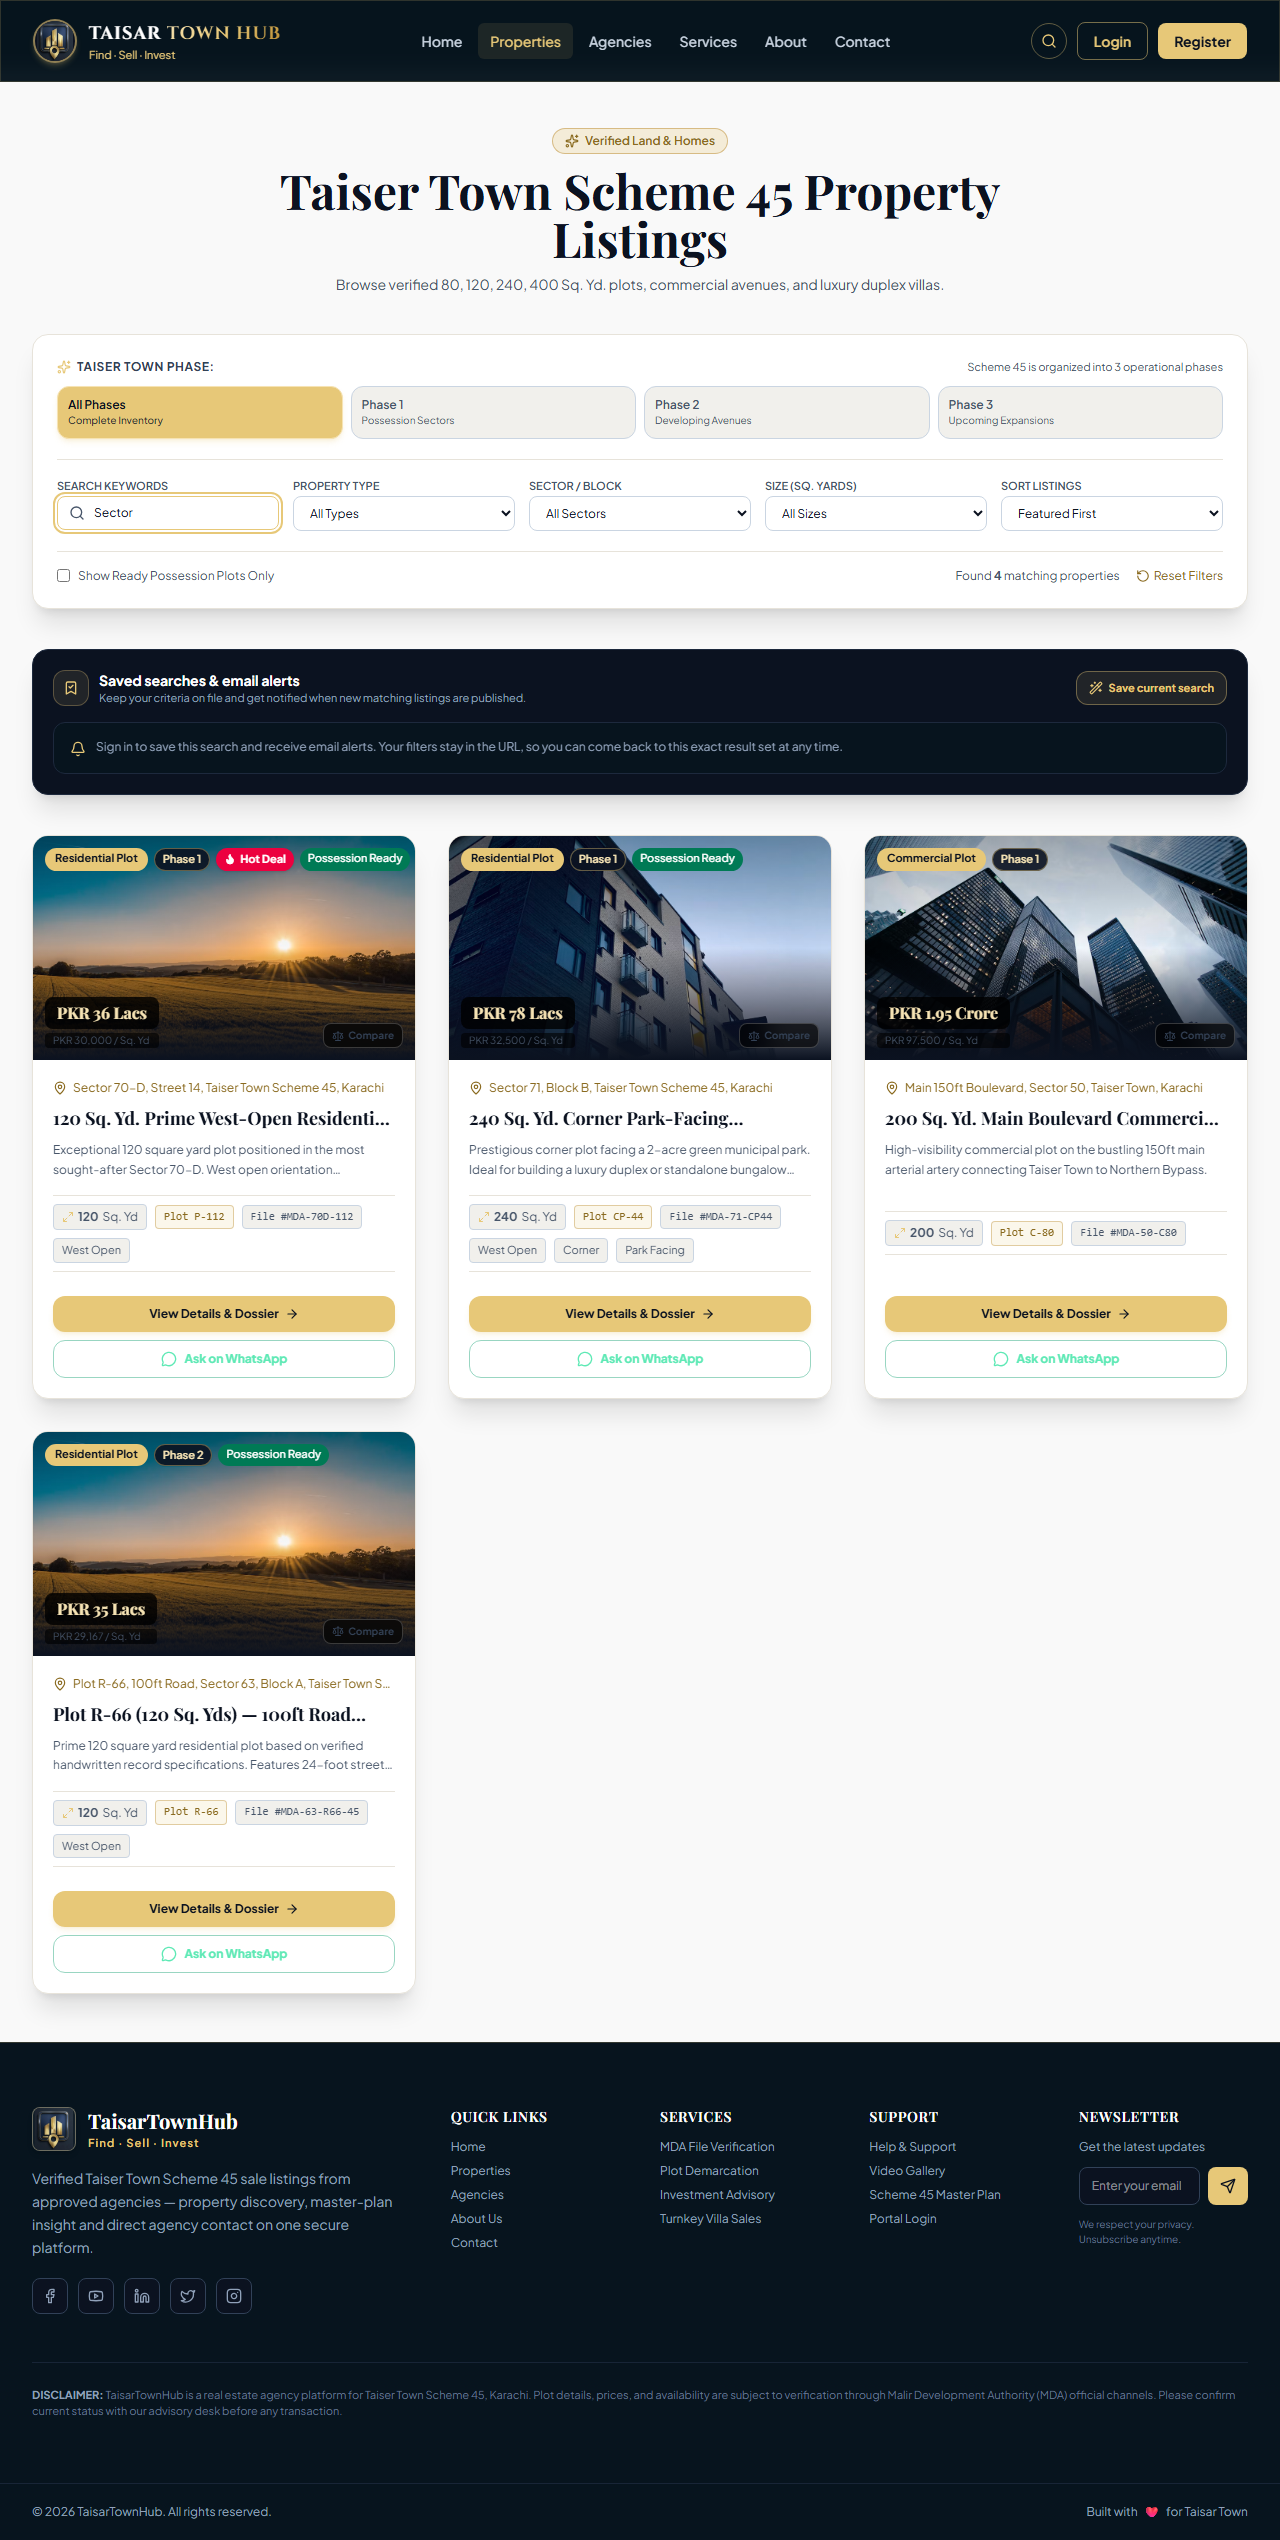 TAISAR TOWN HUB
Find · Sell · Invest
Home
Properties
Agencies
Services
About
Contact
Login
Register
Verified Land & Homes
Taiser Town Scheme 45 Property
Listings
Browse verified 80, 120, 240, 400 Sq. Yd. plots, commercial avenues, and luxury duplex villas.
TAISER TOWN PHASE:
Scheme 45 is organized into 3 operational phases
All Phases
Complete Inventory
Phase 1
Possession Sectors
Phase 2
Developing Avenues
Phase 3
Upcoming Expansions
SEARCH KEYWORDS
Sector
PROPERTY TYPE
All Types
SECTOR / BLOCK
All Sectors
SIZE (SQ. YARDS)
All Sizes
SORT LISTINGS
Featured First
Show Ready Possession Plots Only
Found 4 matching properties
Reset Filters
Saved searches & email alerts
Keep your criteria on file and get notified when new matching listings are published.
Save current search
Sign in to save this search and receive email alerts. Your filters stay in the URL, so you can come back to this exact result set at any time.
Residential Plot
Phase 1
Hot Deal
Possession Ready
PKR 36 Lacs
PKR 30,000 / Sq. Yd
Compare
Sector 70-D, Street 14, Taiser Town Scheme 45, Karachi
120 Sq. Yd. Prime West-Open Residenti...
Exceptional 120 square yard plot positioned in the most
sought-after Sector 70-D. West open orientation...
120 Sq. Yd
Plot P-112
File #MDA-70D-112
West Open
View Details & Dossier
Ask on WhatsApp
Residential Plot
Phase 1
Possession Ready
PKR 78 Lacs
PKR 32,500 / Sq. Yd
Compare
Sector 71, Block B, Taiser Town Scheme 45, Karachi
240 Sq. Yd. Corner Park-Facing...
Prestigious corner plot facing a 2-acre green municipal park.
Ideal for building a luxury duplex or standalone bungalow...
240 Sq. Yd
Plot CP-44
File #MDA-71-CP44
West Open
Corner
Park Facing
View Details & Dossier
Ask on WhatsApp
Commercial Plot
Phase 1
PKR 1.95 Crore
PKR 97,500 / Sq. Yd
Compare
Main 150ft Boulevard, Sector 50, Taiser Town, Karachi
200 Sq. Yd. Main Boulevard Commerci...
High-visibility commercial plot on the bustling 150ft main
arterial artery connecting Taiser Town to Northern Bypass.
200 Sq. Yd
Plot C-80
File #MDA-50-C80
View Details & Dossier
Ask on WhatsApp
Residential Plot
Phase 2
Possession Ready
PKR 35 Lacs
PKR 29,167 / Sq. Yd
Compare
Plot R-66, 100ft Road, Sector 63, Block A, Taiser Town S...
Plot R-66 (120 Sq. Yds) — 100ft Road...
Prime 120 square yard residential plot based on verified
handwritten record specifications. Features 24-foot street...
120 Sq. Yd
Plot R-66
File #MDA-63-R66-45
West Open
View Details & Dossier
Ask on WhatsApp
TaisarTownHub
Find · Sell · Invest
Verified Taiser Town Scheme 45 sale listings from
approved agencies — property discovery, master-plan
insight and direct agency contact on one secure
platform.
QUICK LINKS
Home
Properties
Agencies
About Us
Contact
SERVICES
MDA File Verification
Plot Demarcation
Investment Advisory
Turnkey Villa Sales
SUPPORT
Help & Support
Video Gallery
Scheme 45 Master Plan
Portal Login
NEWSLETTER
Get the latest updates
Enter your email
We respect your privacy.
Unsubscribe anytime.
DISCLAIMER: TaisarTownHub is a real estate agency platform for Taiser Town Scheme 45, Karachi. Plot details, prices, and availability are subject to verification through Malir Development Authority (MDA) official channels. Please confirm
current status with our advisory desk before any transaction.
© 2026 TaisarTownHub. All rights reserved.
Built with ❤️ for Taisar Town